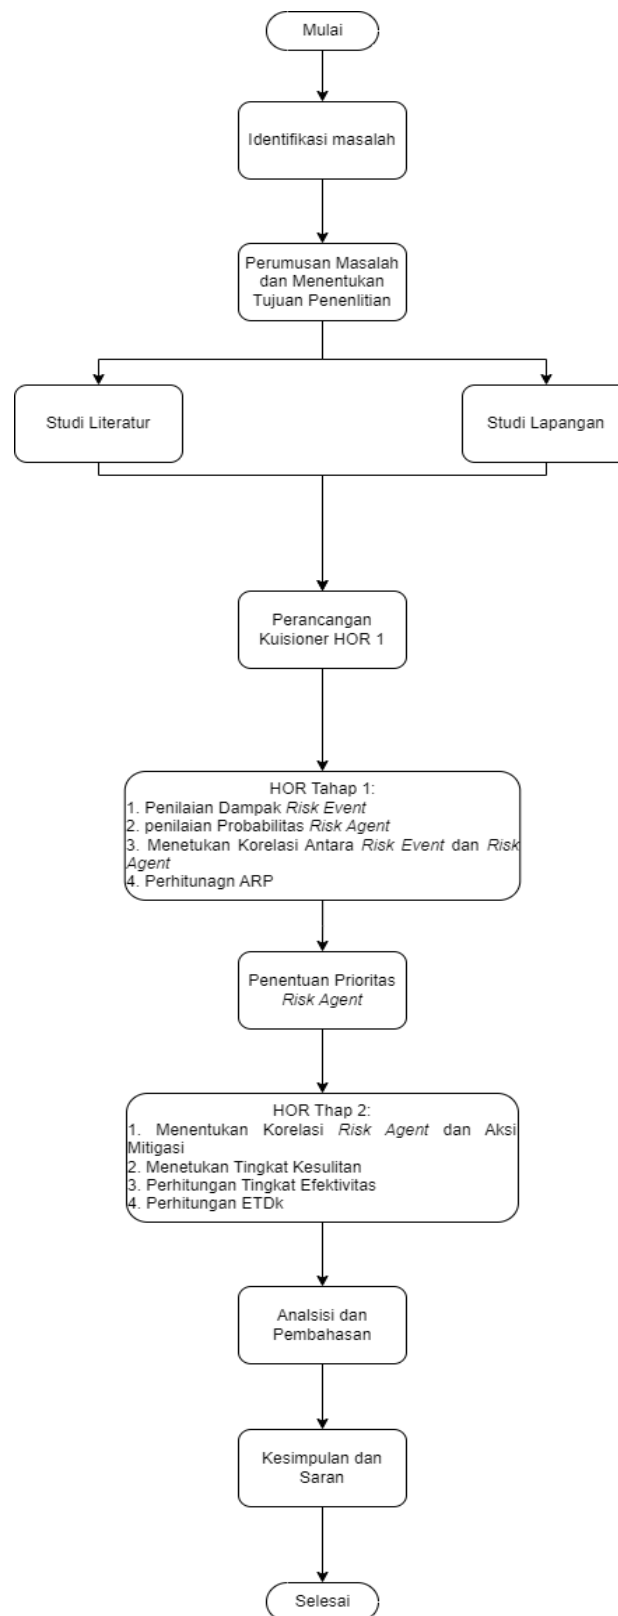 Mulai
Identifikasi masalah
Perumusan Masalah
dan Menentukan
Tujuan Penenlitian
Studi Literatur
Studi Lapangan
Perancangan
Kuisioner HOR 1
HOR Tahap 1:
1. Penilaian Dampak Risk Event
2. penilaian Probabilitas Risk Agent
3. Menetukan Korelasi Antara Risk Event dan Risk
Agent
4. Perhitunagn ARP
Penentuan Prioritas
Risk Agent
HOR Thap 2:
1. Menentukan Korelasi Risk Agent dan Aksi
Mitigasi
2. Menetukan Tingkat Kesulitan
3. Perhitungan Tingkat Efektivitas
4. Perhitungan ETDk
Analsisi dan
Pembahasan
Kesimpulan dan
Saran
Selesai